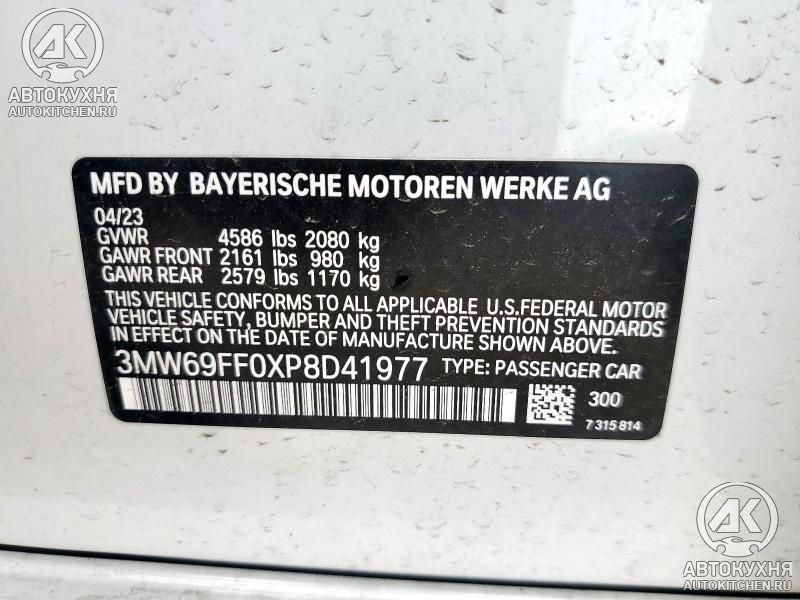 АК
АВТОКУХНЯ
AUTOKITCHEN.RU
MFD BY BAYERISCHE MOTOREN WERKE AG
04/23
GVWR 4586 lbs 2080 kg
GAWR FRONT 2161 lbs 980 kg
GAWR REAR 2579 lbs 1170 kg
THIS VEHICLE CONFORMS TO ALL APPLICABLE U.S.FEDERAL MOTOR
VEHICLE SAFETY, BUMPER AND THEFT PREVENTION STANDARDS
IN EFFECT ON THE DATE OF MANUFACTURE SHOWN ABOVE.
3MW69FF0XP8D41977 TYPE: PASSENGER CAR
300
7 315 814
АК
АВТОКУХНЯ
AUTOKITCHEN.RU